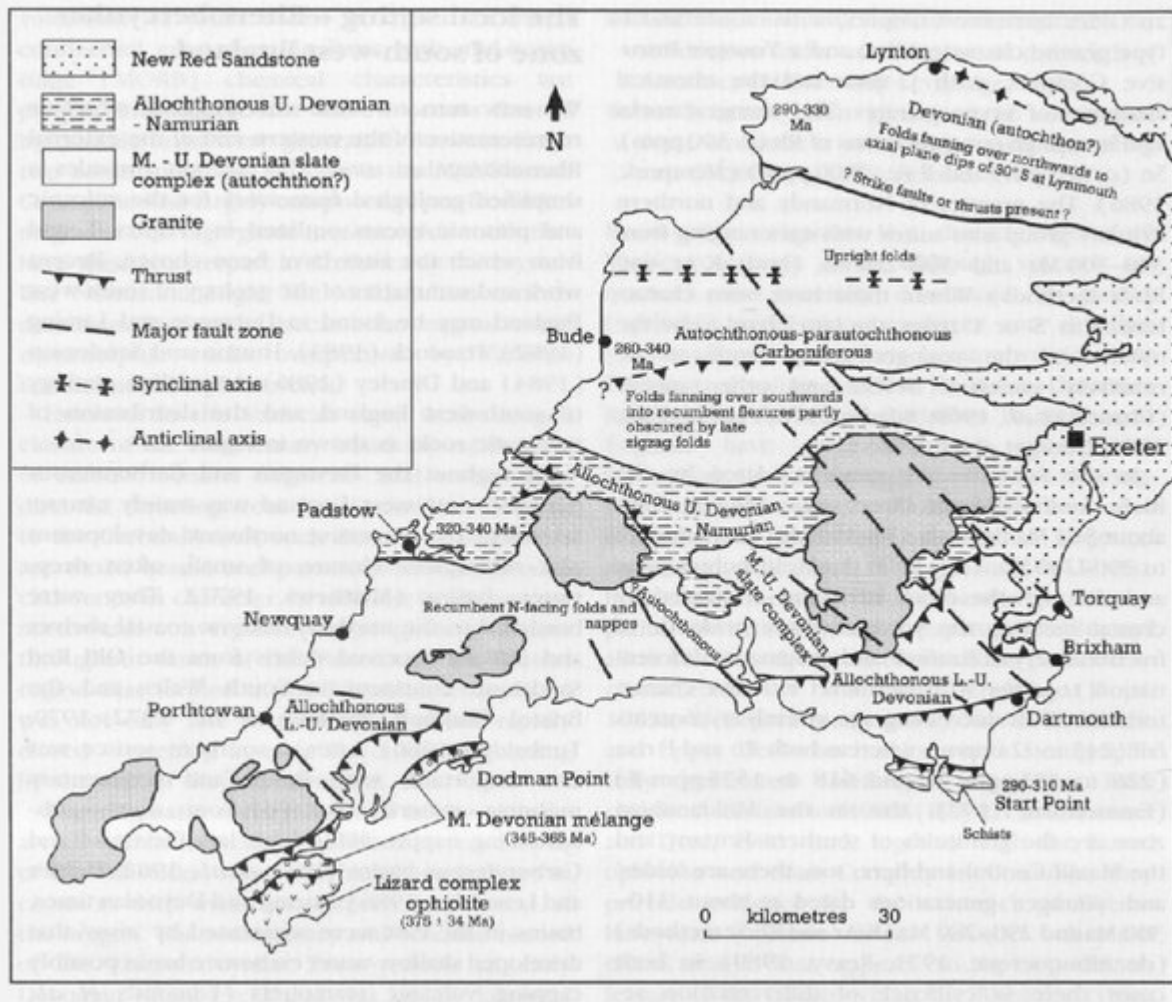 New Red Sandstone
Allochthonous U. Devonian
Namurian
M. - U. Devonian slate
complex (autochthon?)
Granite
Thrust
Major fault zone
Synclinal axis
Anticlinal axis
N
Lynton
290-330
Ma
Devonian (autochthon?)
Folds fanning over northwards to
axial plane dips of 30° S at Lynmouth
? Strike faults or thrusts present ?
Upright folds
Bude
260-340
Ma
Autochthonous-parautochthonous
Carboniferous
?
Folds fanning over southwards
into recumbent flexures partly
obscured by late
zigzag folds
Exeter
Allochthonous U. Devonian
Namurian
Padstow
320-340 Ma
M.-U. Devonian
slate complex
(Autochthonous)
Recumbent N-facing folds and
nappes
Newquay
Torquay
Brixham
Allochthonous L.-U.
Devonian
Dartmouth
Porthtowan
Allochthonous
L.-U. Devonian
Dodman Point
290-310 Ma
Start Point
Schists
M. Devonian mélange
(345-365 Ma)
Lizard complex
ophiolite
(375 ± 34 Ma)
0 kilometres 30